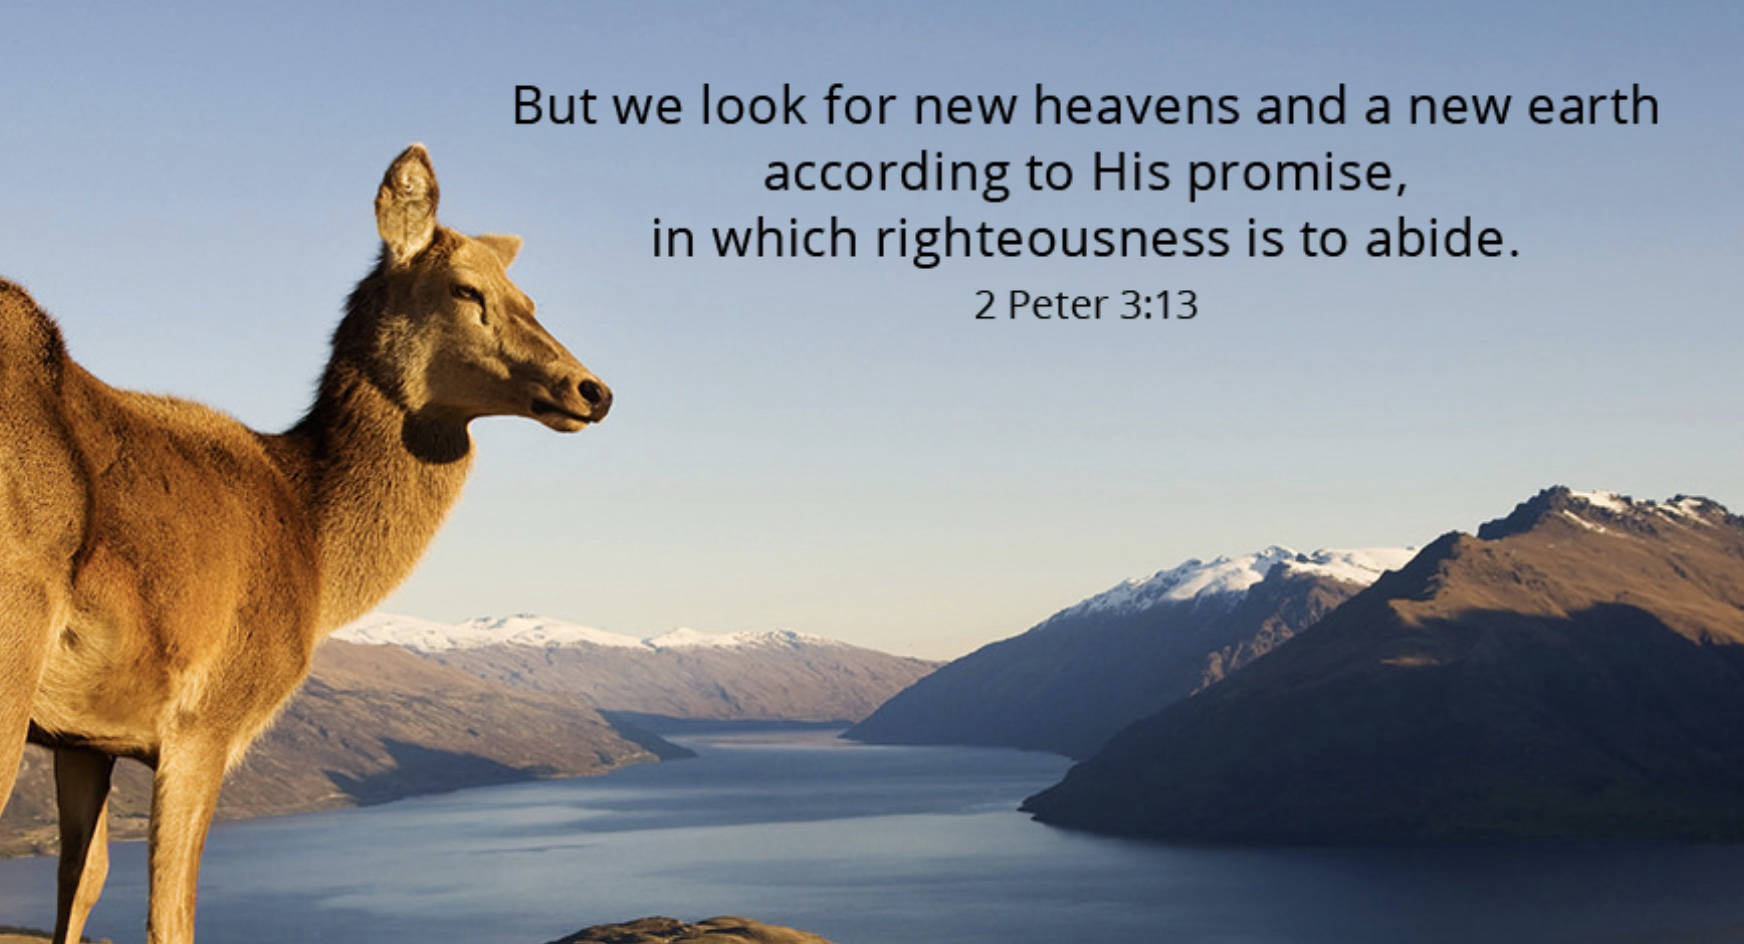 But we look for new heavens and a new earth
according to His promise,
in which righteousness is to abide.
2 Peter 3:13